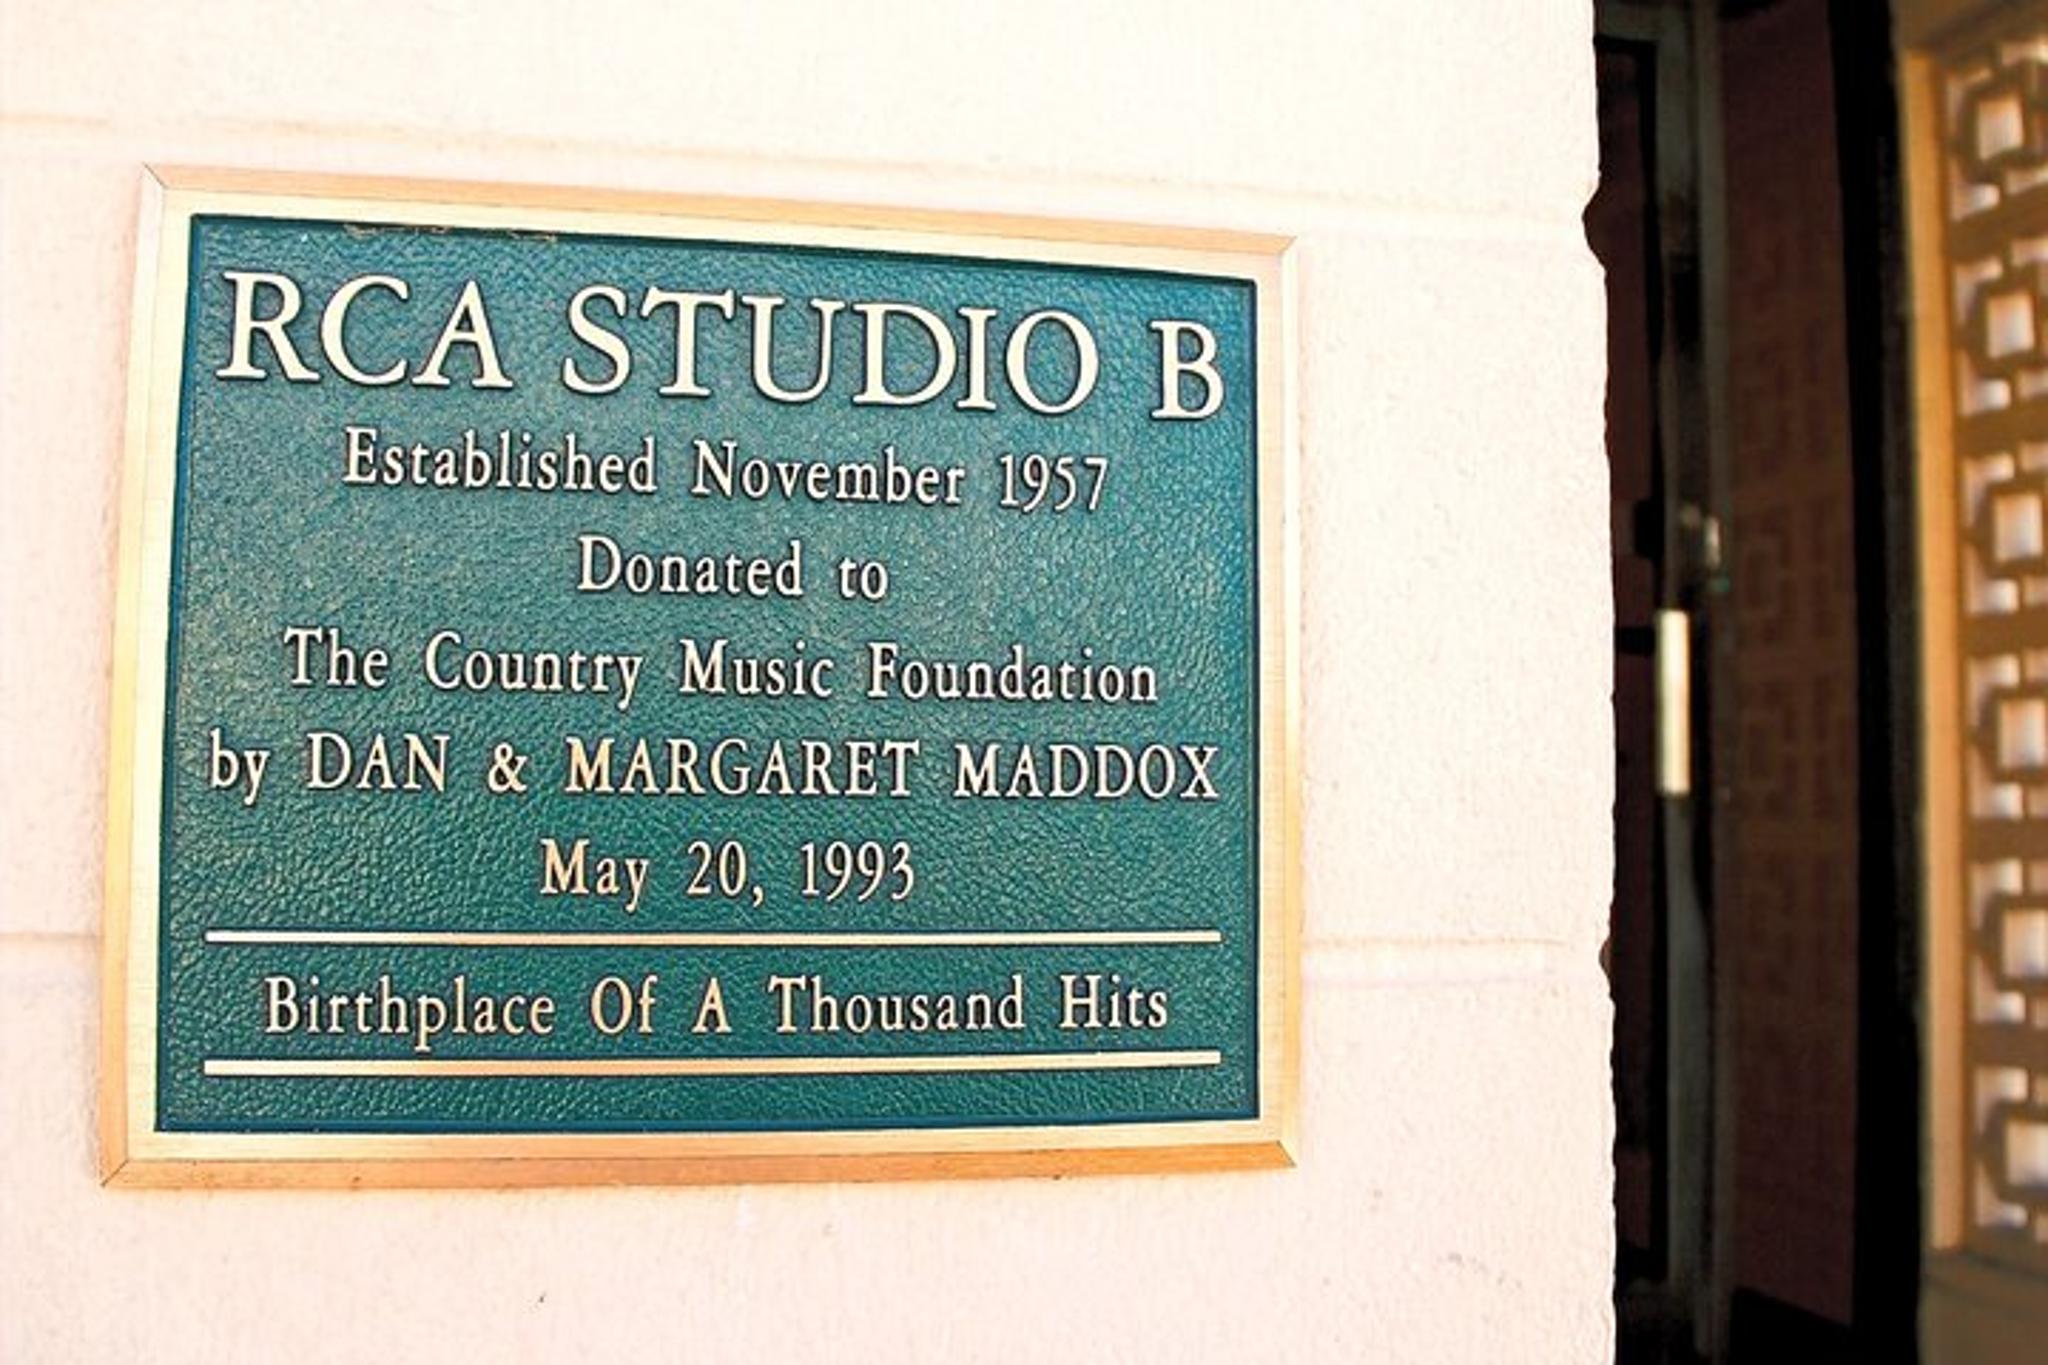 RCA STUDIO B
Established November 1957
Donated to
The Country Music Foundation
by DAN & MARGARET MADDOX
May 20, 1993
Birthplace Of A Thousand Hits